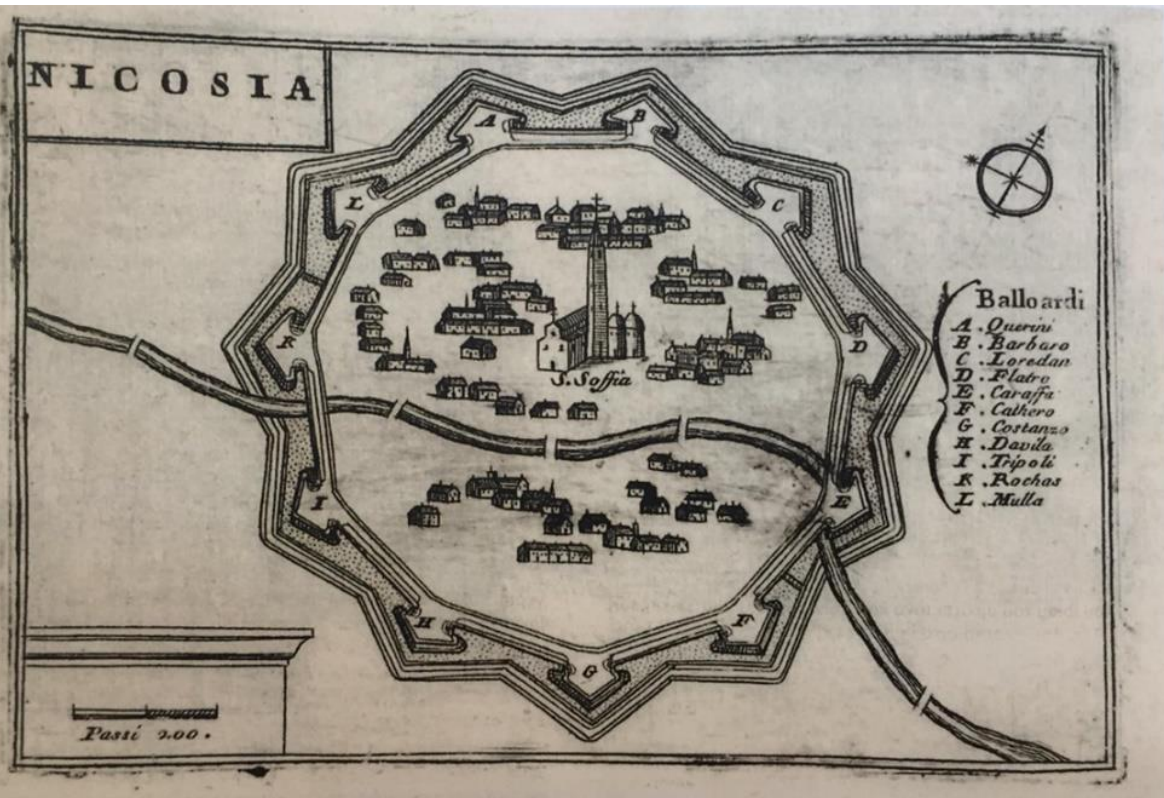 NICOSIA
A
B
L
C
K
D
S. Soffia
I
E
H
F
G
Balloardi
A . Querini
B . Barbaro
C . Loredan
D . Flatro
E . Caraffa
F . Cathero
G . Costanzo
H . Davila
I . Tripoli
K . Rochas
L . Mulla
Passi 200.